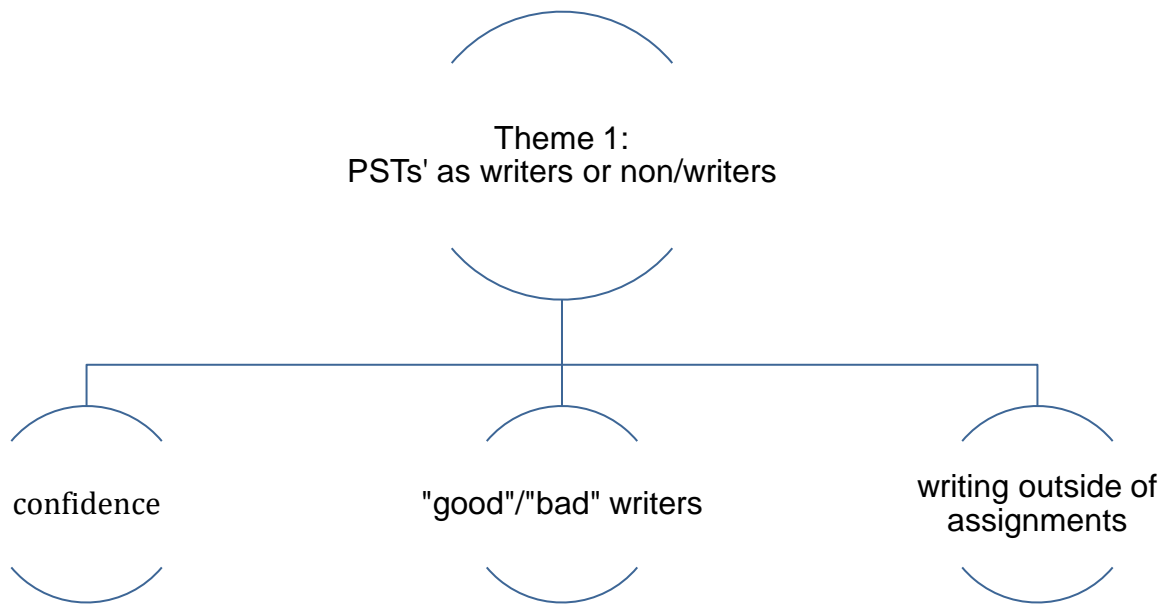 Theme 1:
PSTs' as writers or non/writers
confidence
"good"/"bad" writers
writing outside of
assignments